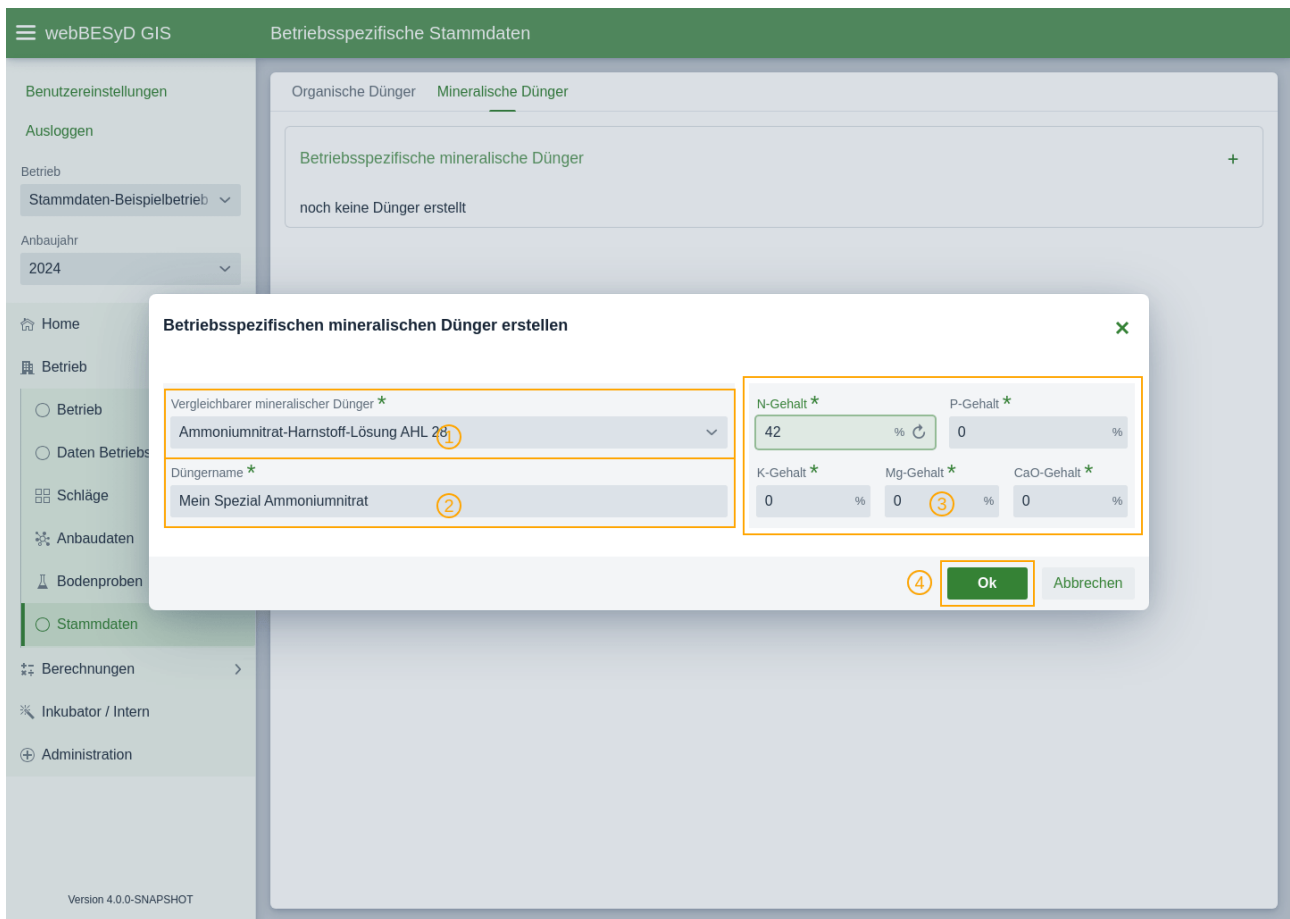 webBESyD GIS
Betriebsspezifische Stammdaten
Benutzereinstellungen
Ausloggen
Betrieb
Stammdaten-Beispielbetrieb
Anbaujahr
2024
Home
Betrieb
Betrieb
Daten Betriebs
Schläge
Anbaudaten
Bodenproben
Stammdaten
Berechnungen
Inkubator / Intern
Administration
Version 4.0.0-SNAPSHOT
Organische Dünger Mineralische Dünger
Betriebsspezifische mineralische Dünger +
noch keine Dünger erstellt
Betriebsspezifischen mineralischen Dünger erstellen
Vergleichbarer mineralischer Dünger *
Ammoniumnitrat-Harnstoff-Lösung AHL 28
1
Düngername *
Mein Spezial Ammoniumnitrat
2
N-Gehalt * P-Gehalt *
42 % 0 %
K-Gehalt * Mg-Gehalt * CaO-Gehalt *
0 % 0 3 % 0 %
4 Ok Abbrechen